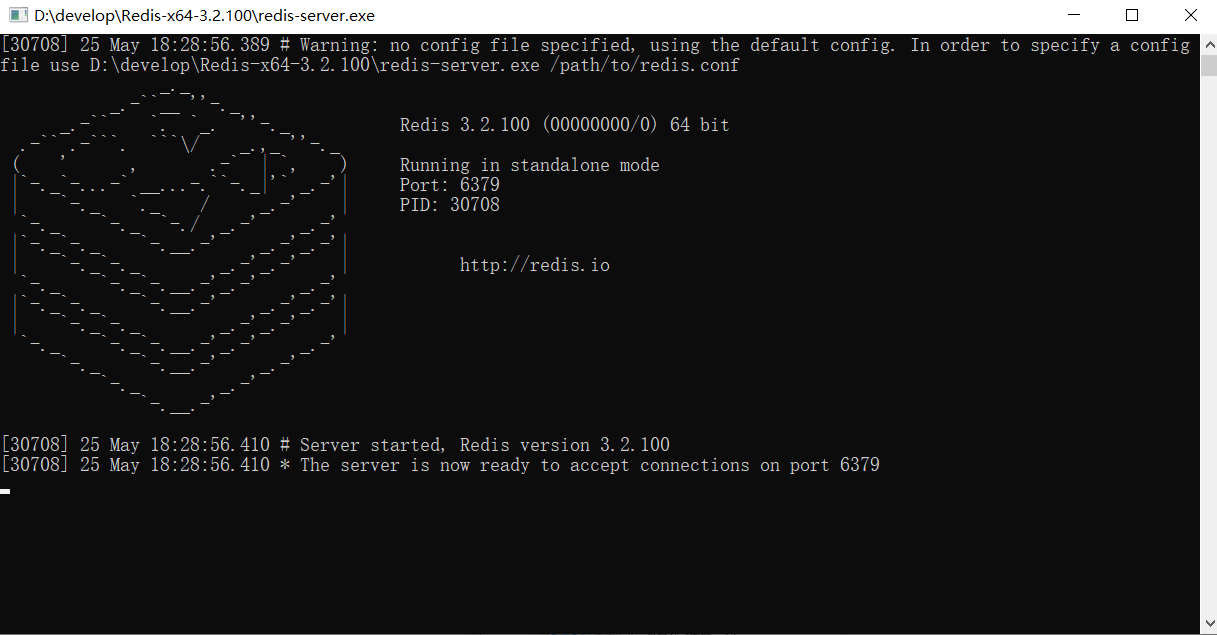 D:\develop\Redis-x64-3.2.100\redis-server.exe
[30708] 25 May 18:28:56.389 # Warning: no config file specified, using the default config. In order to specify a config
file use D:\develop\Redis-x64-3.2.100\redis-server.exe /path/to/redis.conf
Redis 3.2.100 (00000000/0) 64 bit
Running in standalone mode
Port: 6379
PID: 30708
http://redis.io
[30708] 25 May 18:28:56.410 # Server started, Redis version 3.2.100
[30708] 25 May 18:28:56.410 * The server is now ready to accept connections on port 6379